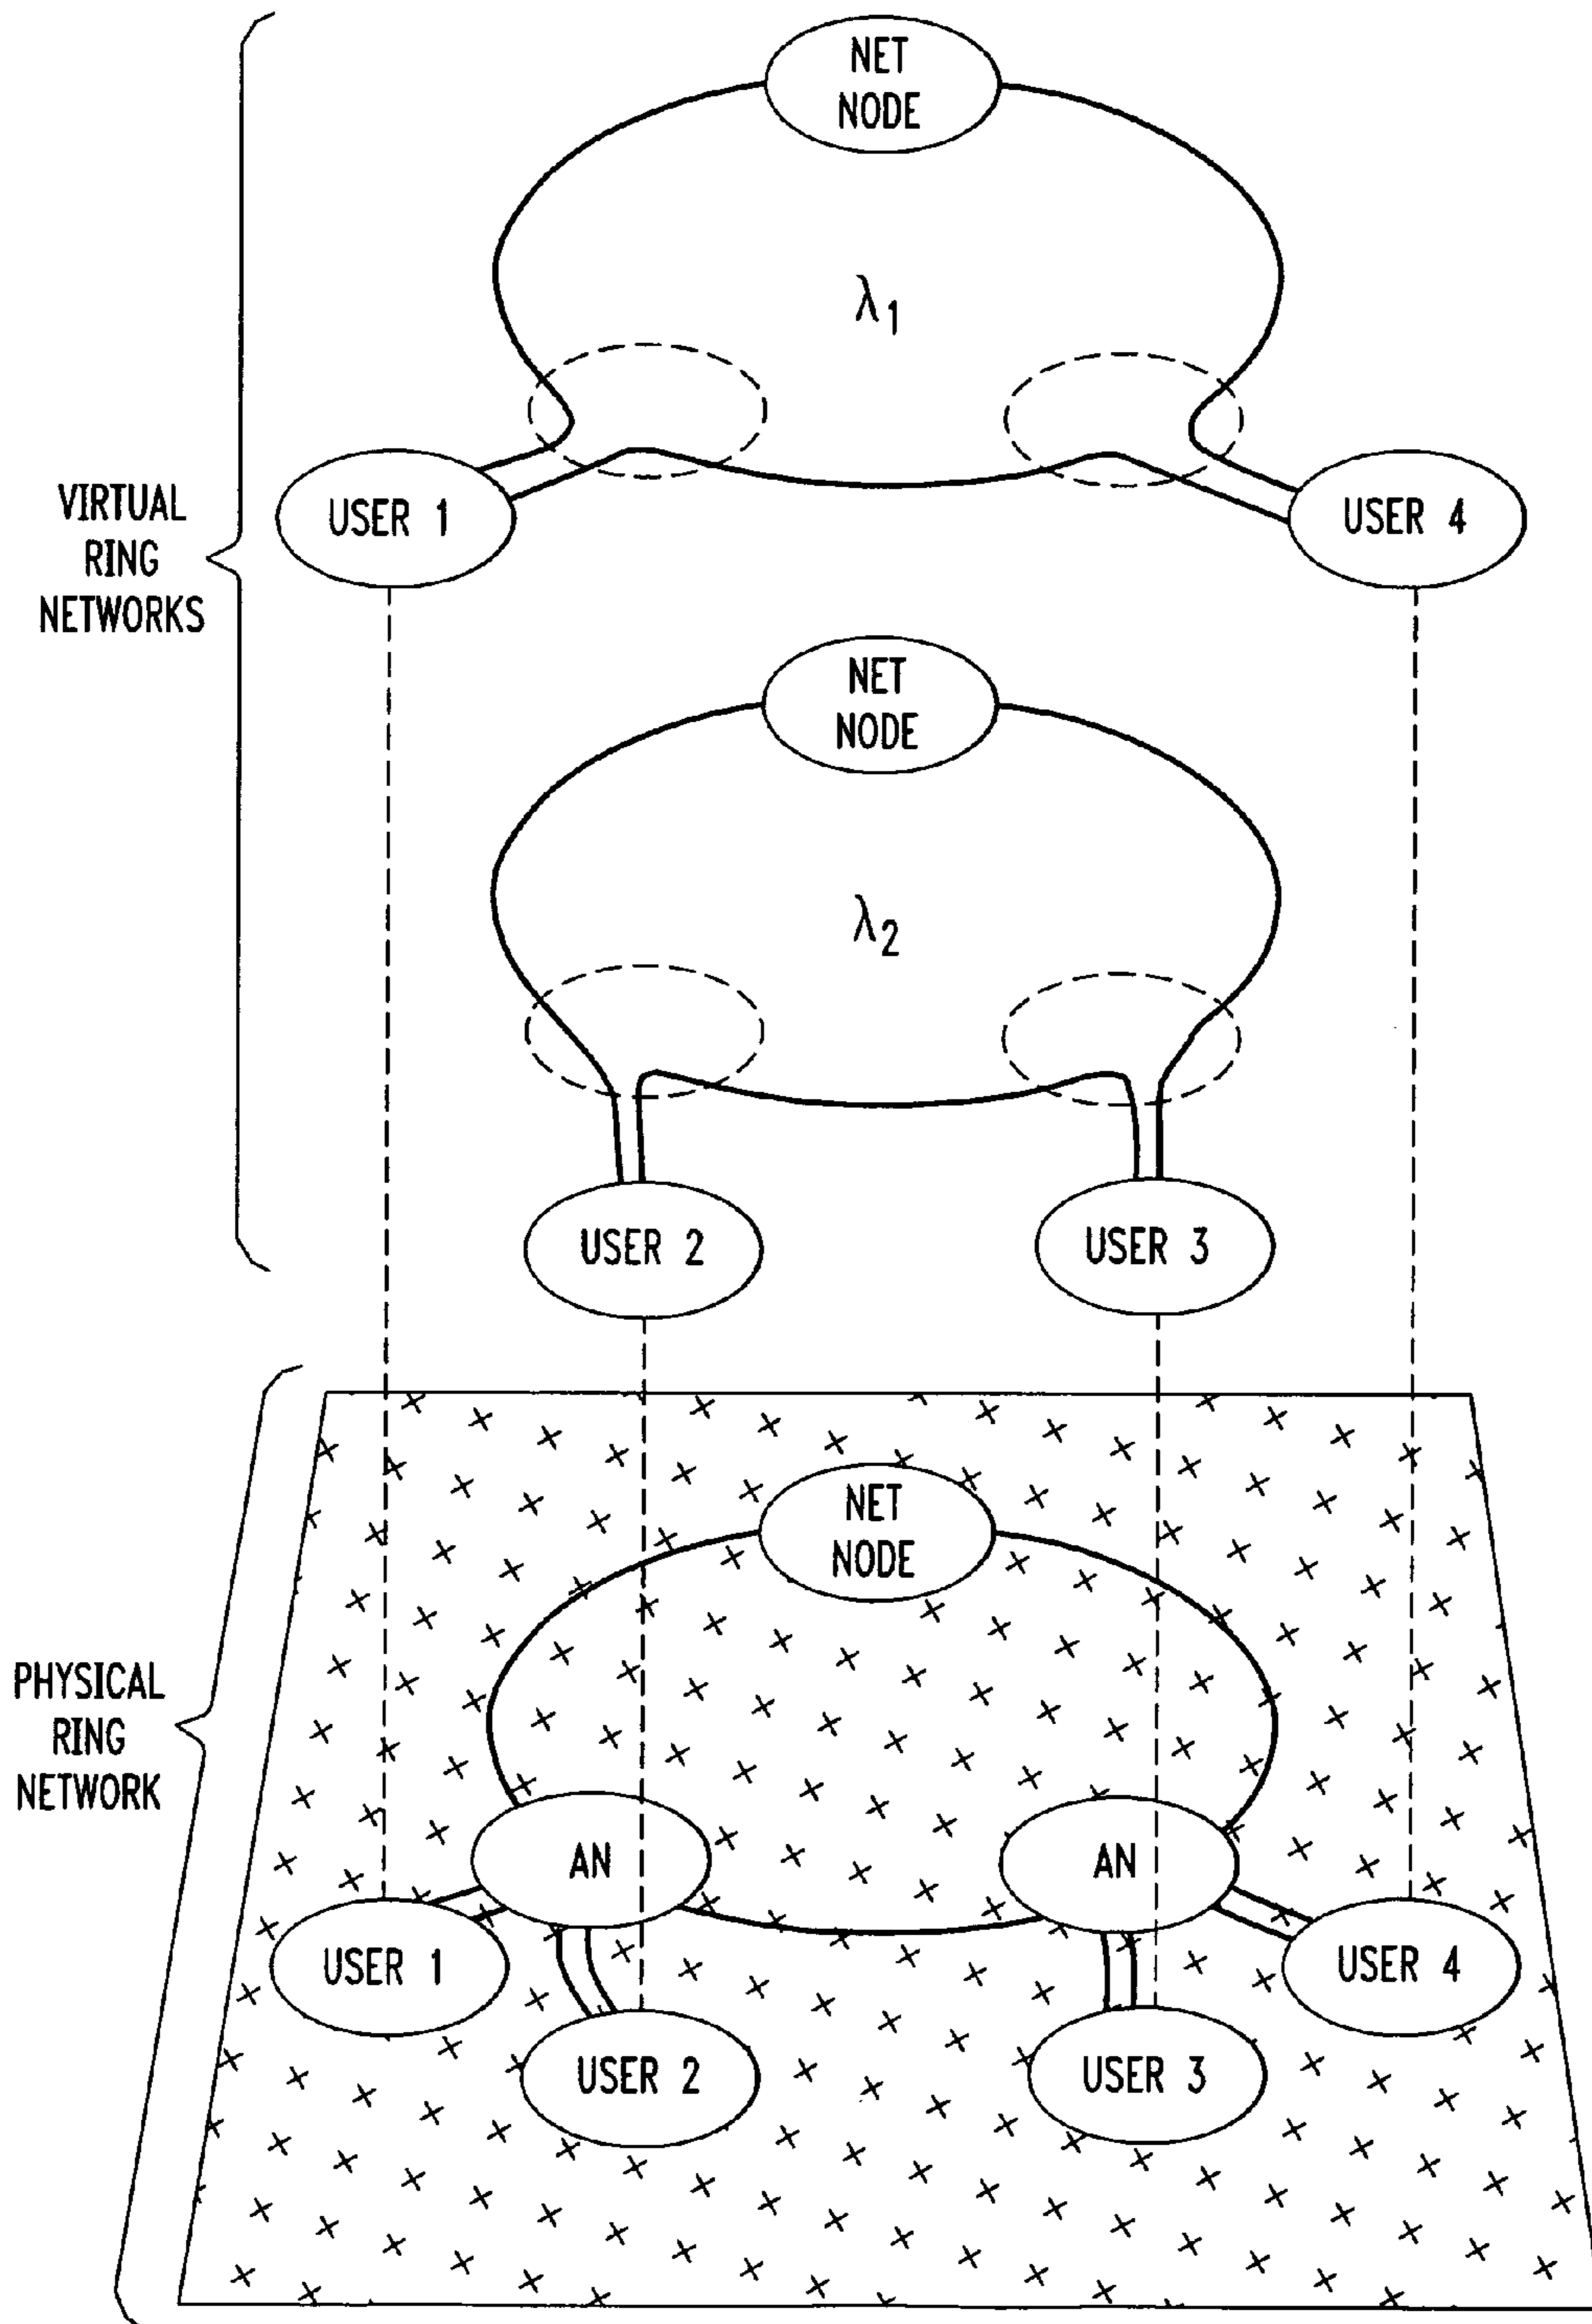 NET
NODE
λ1
USER 1
USER 4
VIRTUAL
RING
NETWORKS
NET
NODE
λ2
USER 2
USER 3
NET
NODE
PHYSICAL
RING
NETWORK
AN
AN
USER 1
USER 4
USER 2
USER 3